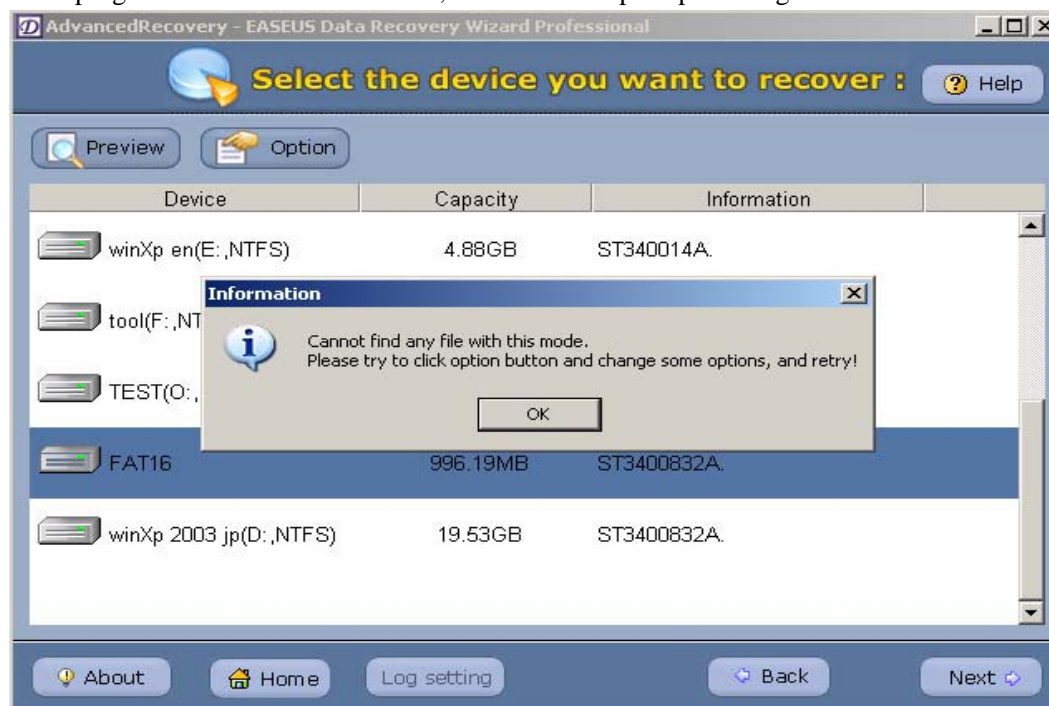 AdvancedRecovery - EASEUS Data Recovery Wizard Professional
Select the device you want to recover :
Help
Preview
Option
Device Capacity Information
winXp en(E:,NTFS) 4.88GB ST340014A.
tool(F:,NT
TEST(O:,
Information
Cannot find any file with this mode.
Please try to click option button and change some options, and retry!
OK
FAT16 996.19MB ST3400832A.
winXp 2003 jp(D:,NTFS) 19.53GB ST3400832A.
About
Home
Log setting
Back
Next